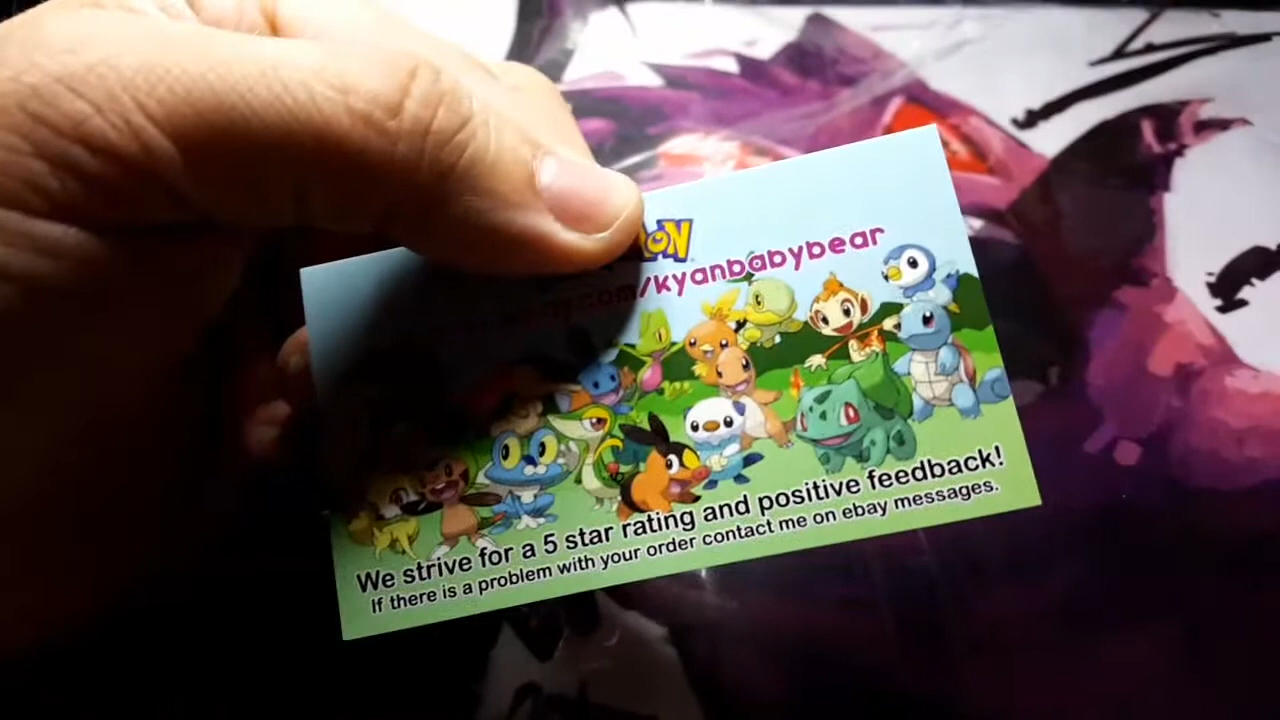 /kyanbabybear
We strive for a 5 star rating and positive feedback!
If there is a problem with your order contact me on ebay messages.